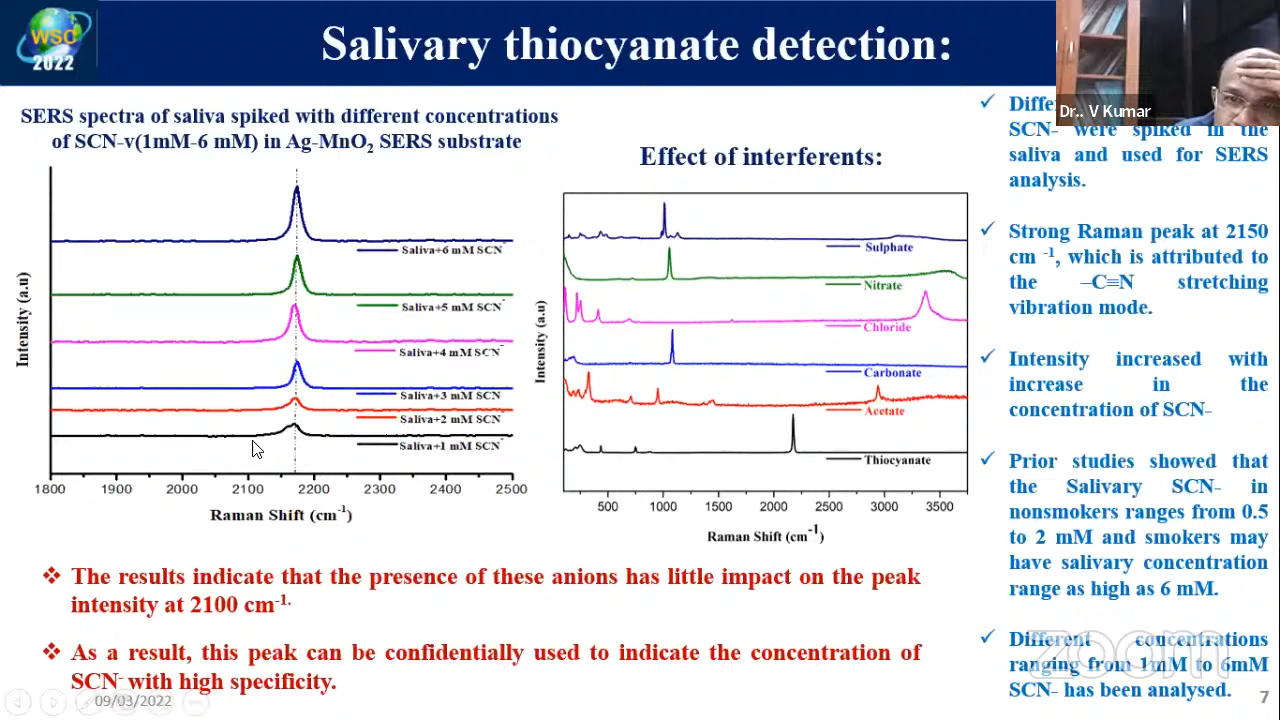 WSC
2022
Salivary thiocyanate detection:
Dr.. V Kumar
SERS spectra of saliva spiked with different concentrations
of SCN-v(1mM-6 mM) in Ag-MnO2 SERS substrate
Saliva+6 mM SCN-
Saliva+5 mM SCN-
Saliva+4 mM SCN-
Saliva+3 mM SCN-
Saliva+2 mM SCN-
Saliva+1 mM SCN-
Intensity (a.u)
1800 1900 2000 2100 2200 2300 2400 2500
Raman Shift (cm-1)
Effect of interferents:
Sulphate
Nitrate
Chloride
Carbonate
Acetate
Thiocyanate
Intensity (a.u)
500 1000 1500 2000 2500 3000 3500
Raman Shift (cm-1)
❖ The results indicate that the presence of these anions has little impact on the peak
intensity at 2100 cm-1.
❖ As a result, this peak can be confidentially used to indicate the concentration of
SCN- with high specificity.
✓
SCN- were spiked in the
saliva and used for SERS
analysis.
✓ Strong Raman peak at 2150
cm -1, which is attributed to
the –C≡N stretching
vibration mode.
✓ Intensity increased with
increase in the
concentration of SCN-
✓ Prior studies showed that
the Salivary SCN- in
nonsmokers ranges from 0.5
to 2 mM and smokers may
have salivary concentration
range as high as 6 mM.
✓ Different concentrations
ranging from 1mM to 6mM
SCN- has been analysed.
zoom
09/03/2022
7